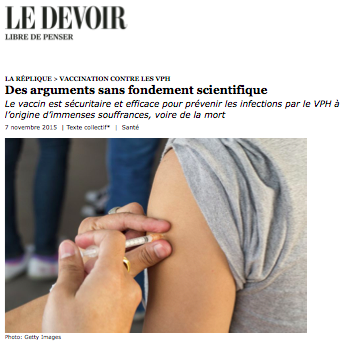 LE DEVOIR
LIBRE DE PENSER
LA RÉPLIQUE > VACCINATION CONTRE LES VPH
Des arguments sans fondement scientifique
Le vaccin est sécuritaire et efficace pour prévenir les infections par le VPH à
l'origine d'immenses souffrances, voire de la mort
7 novembre 2015 | Texte collectif* | Santé
Photo: Getty Images